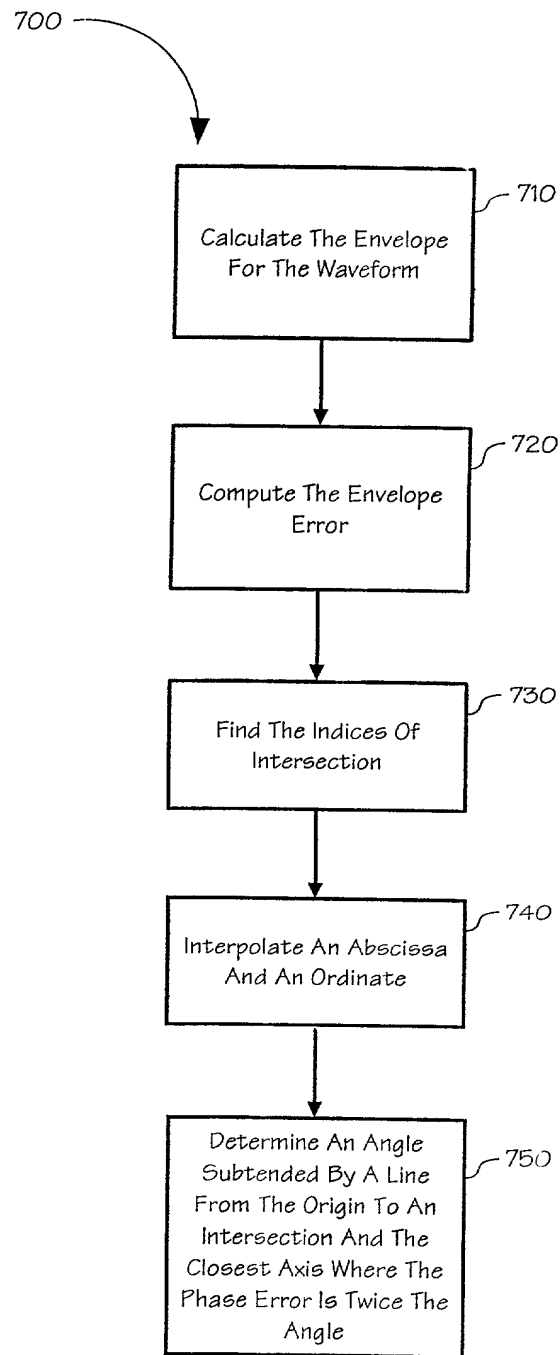 700
710
Calculate The Envelope
For The Waveform
720
Compute The Envelope
Error
730
Find The Indices Of
Intersection
740
Interpolate An Abscissa
And An Ordinate
750
Determine An Angle
Subtended By A Line
From The Origin To An
Intersection And The
Closest Axis Where The
Phase Error Is Twice The
Angle